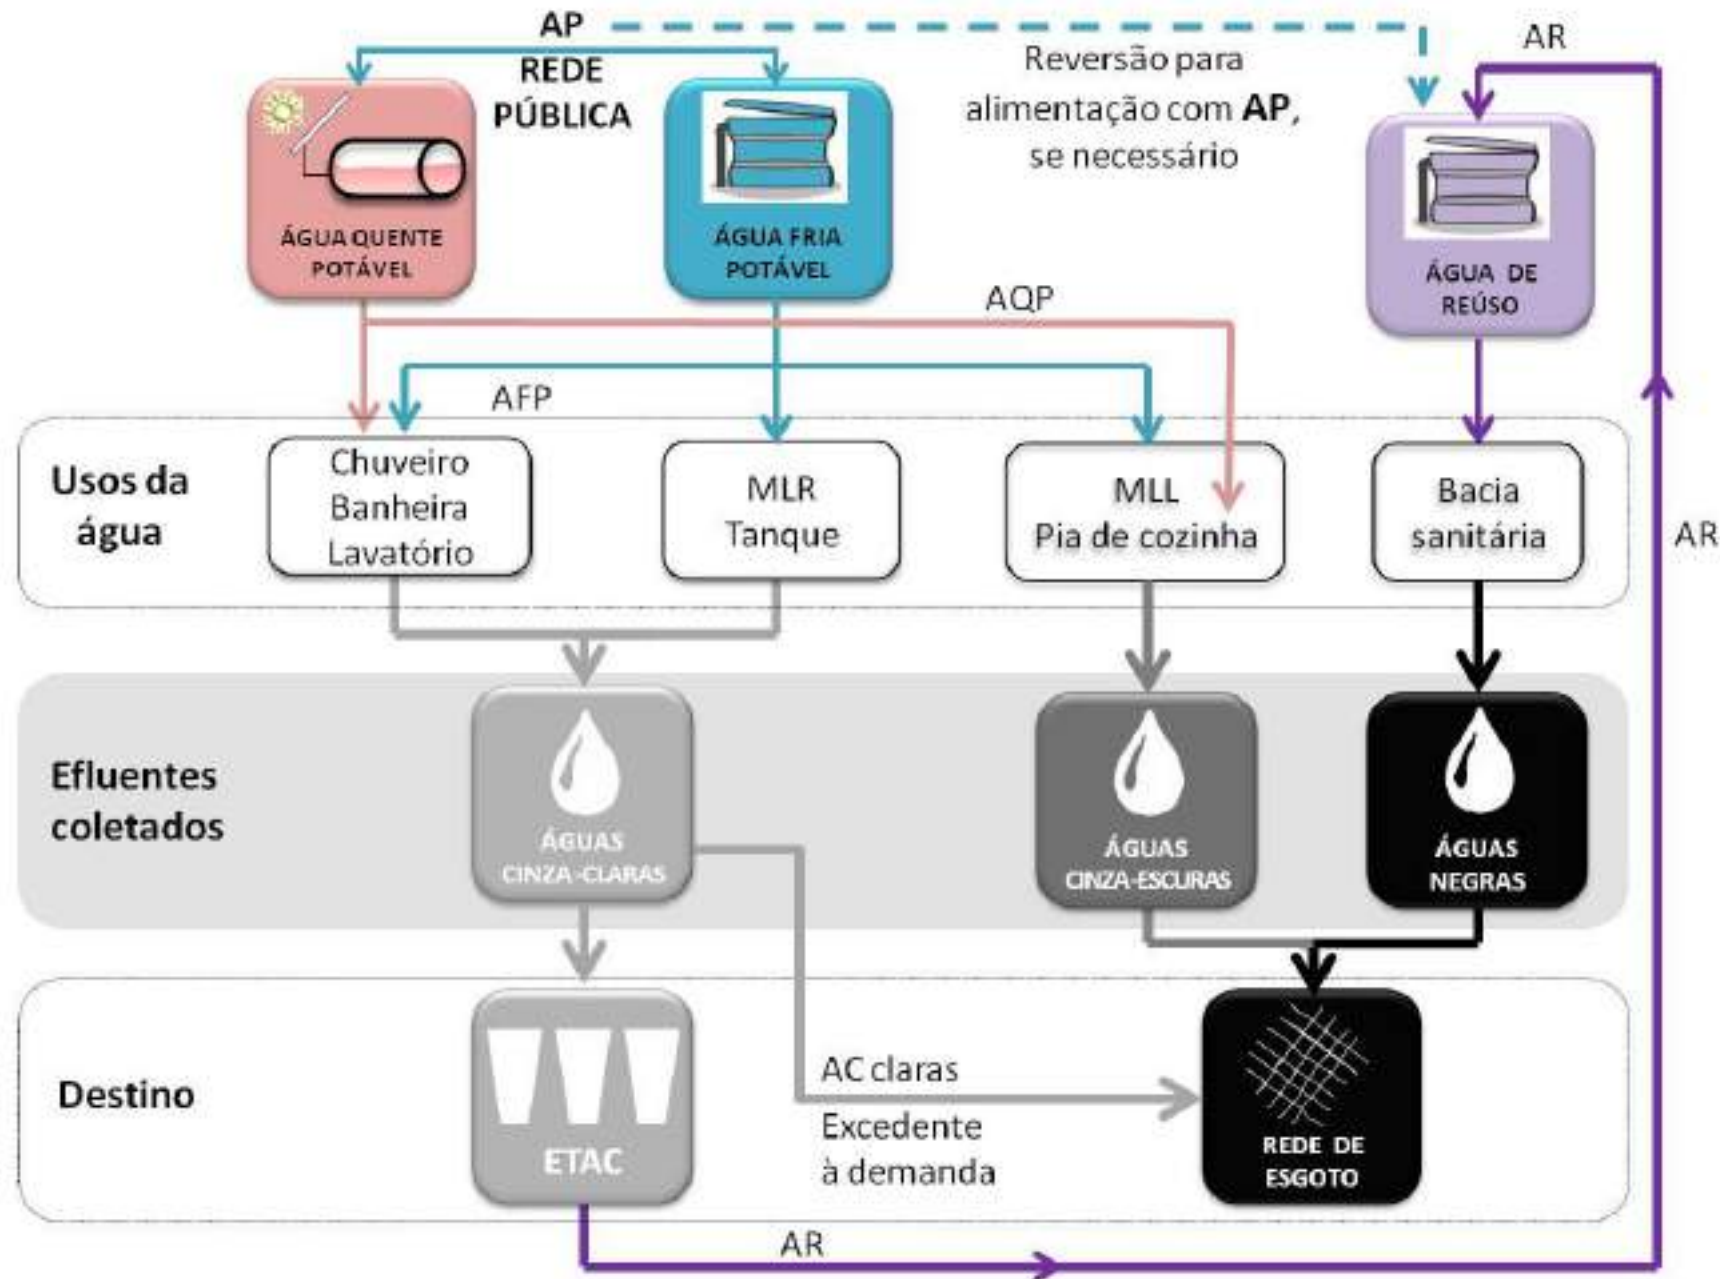 AP
REDE
PÚBLICA
Reversão para
alimentação com AP,
se necessário
AR
ÁGUA QUENTE
POTÁVEL
ÁGUA FRIA
POTÁVEL
ÁGUA DE
REÚSO
AQP
AFP
Usos da
água
Chuveiro
Banheira
Lavatório
MLR
Tanque
MLL
Pia de cozinha
Bacia
sanitária
AR
Efluentes
coletados
ÁGUAS
CINZA-CLARAS
ÁGUAS
CINZA-ESCURAS
ÁGUAS
NEGRAS
Destino
ETAC
AC claras
Excedente
à demanda
REDE DE
ESGOTO
AR